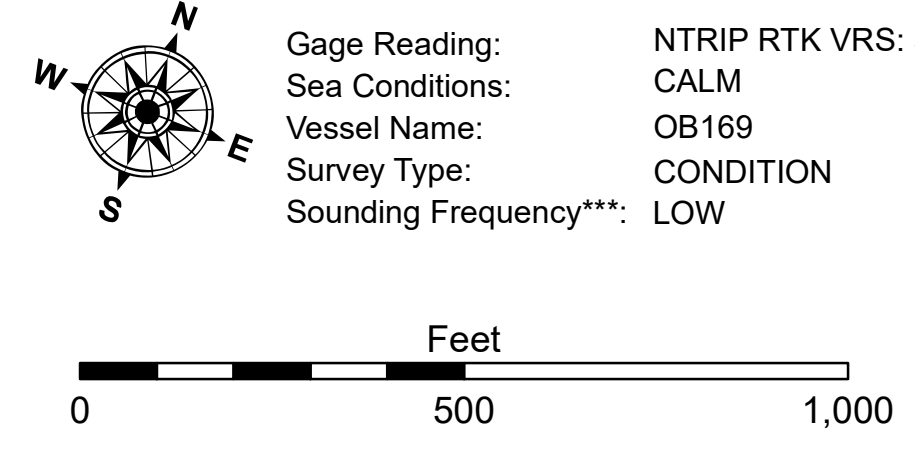 N
W
E
S
Gage Reading: NTRIP RTK VRS:
Sea Conditions: CALM
Vessel Name: OB169
Survey Type: CONDITION
Sounding Frequency***: LOW
Feet
0 500 1,000